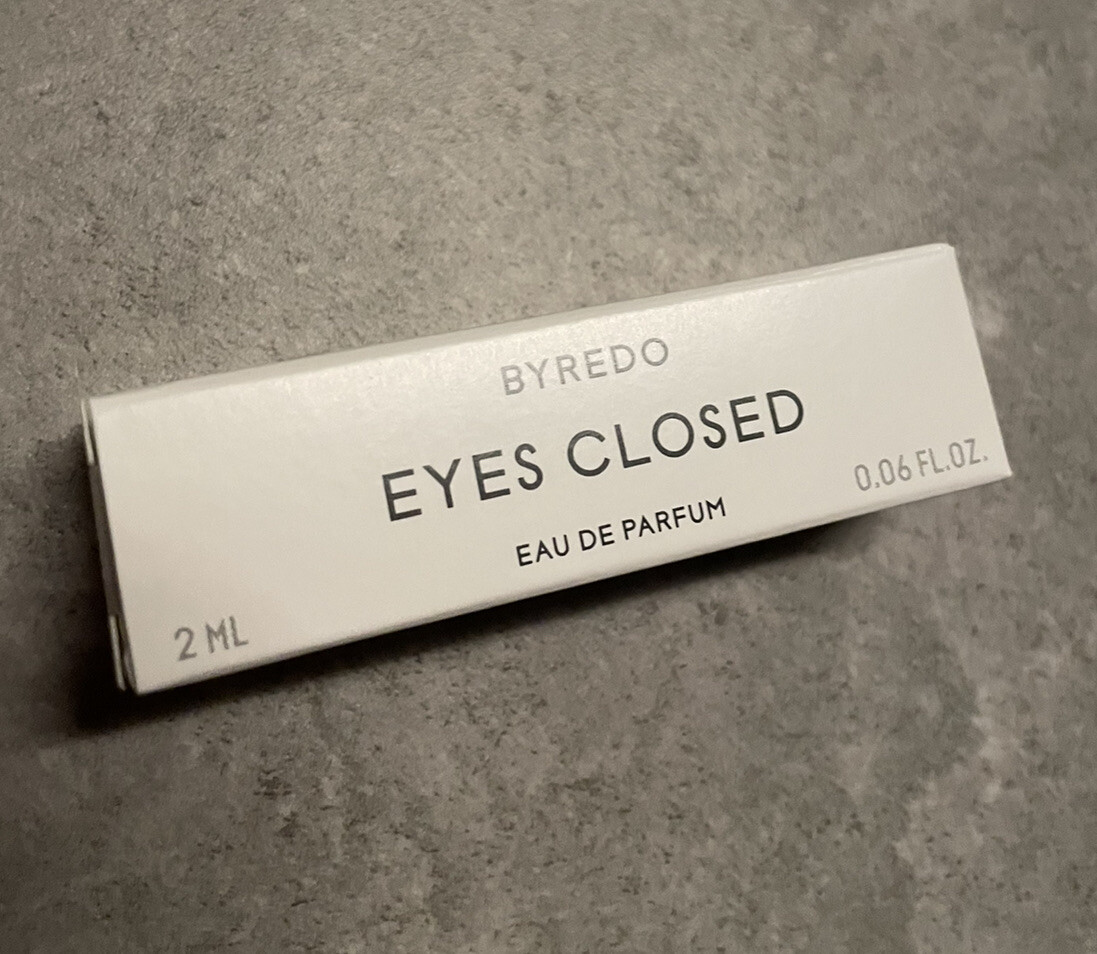 BYREDO
EYES CLOSED
EAU DE PARFUM
2 ML
0.06 FL.OZ.